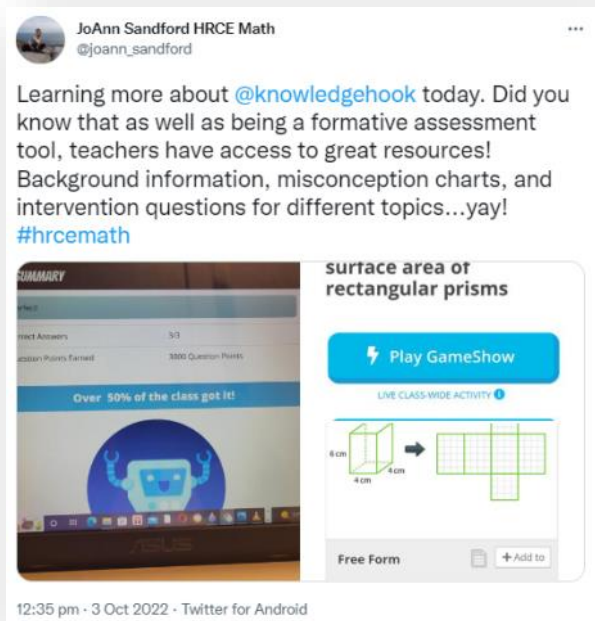 JoAnn Sandford HRCE Math
@joann_sandford
Learning more about @knowledgehook today. Did you
know that as well as being a formative assessment
tool, teachers have access to great resources!
Background information, misconception charts, and
intervention questions for different topics...yay!
#hrcemath
SUMMARY
rrect Answers 3/3
uestion Points Earned 3000 Question Points
Over 50% of the class got it!
ASUS
surface area of
rectangular prisms
Play GameShow
LIVE CLASS-WIDE ACTIVITY
6 cm
4 cm
4 cm
Free Form
+ Add to
12:35 pm · 3 Oct 2022 · Twitter for Android